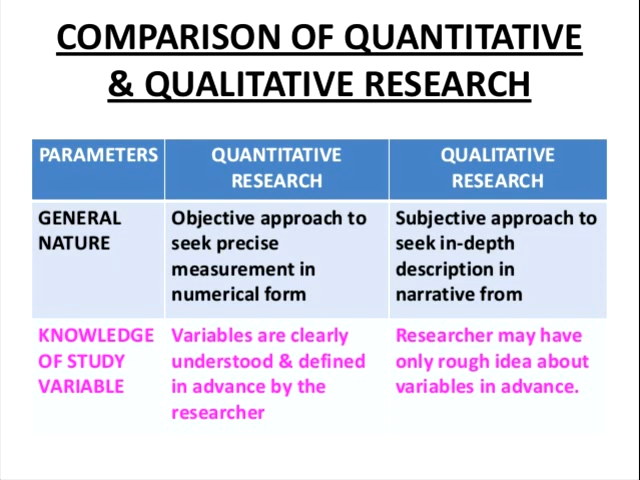 COMPARISON OF QUANTITATIVE
& QUALITATIVE RESEARCH
PARAMETERS
QUANTITATIVE
RESEARCH
QUALITATIVE
RESEARCH
GENERAL
NATURE
Objective approach to
seek precise
measurement in
numerical form
Subjective approach to
seek in-depth
description in
narrative from
KNOWLEDGE
OF STUDY
VARIABLE
Variables are clearly
understood & defined
in advance by the
researcher
Researcher may have
only rough idea about
variables in advance.